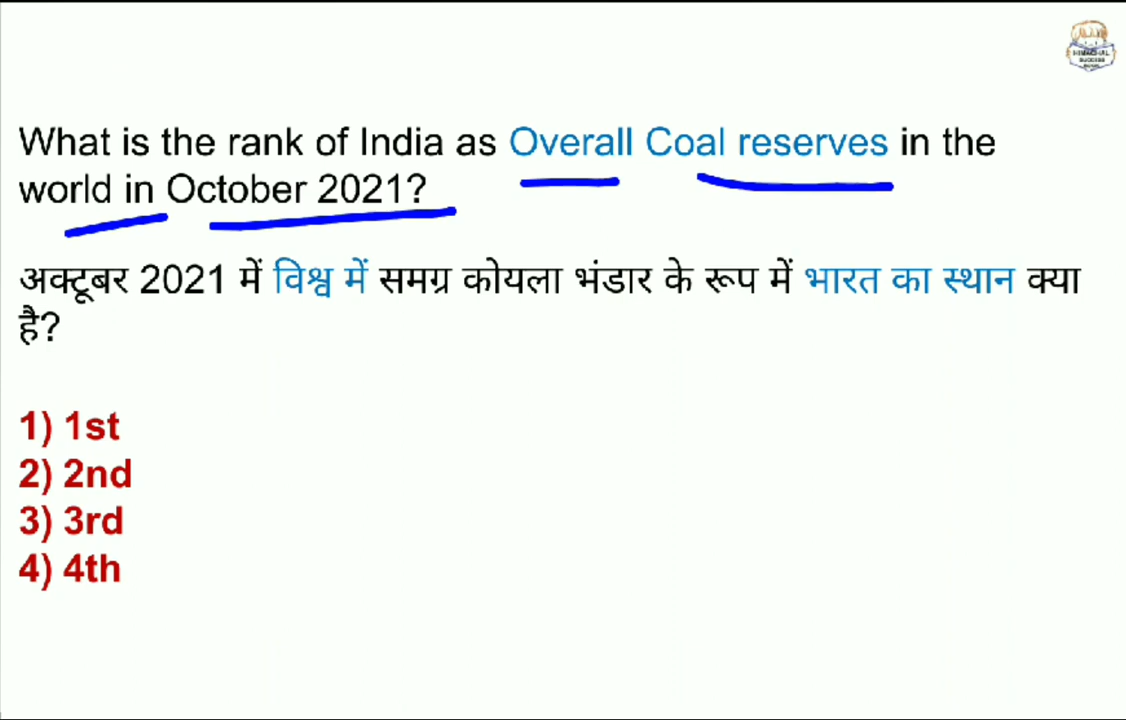 What is the rank of India as Overall Coal reserves in the
world in October 2021?
अक्टूबर 2021 में विश्व में समग्र कोयला भंडार के रूप में भारत का स्थान क्या
है?
1) 1st
2) 2nd
3) 3rd
4) 4th